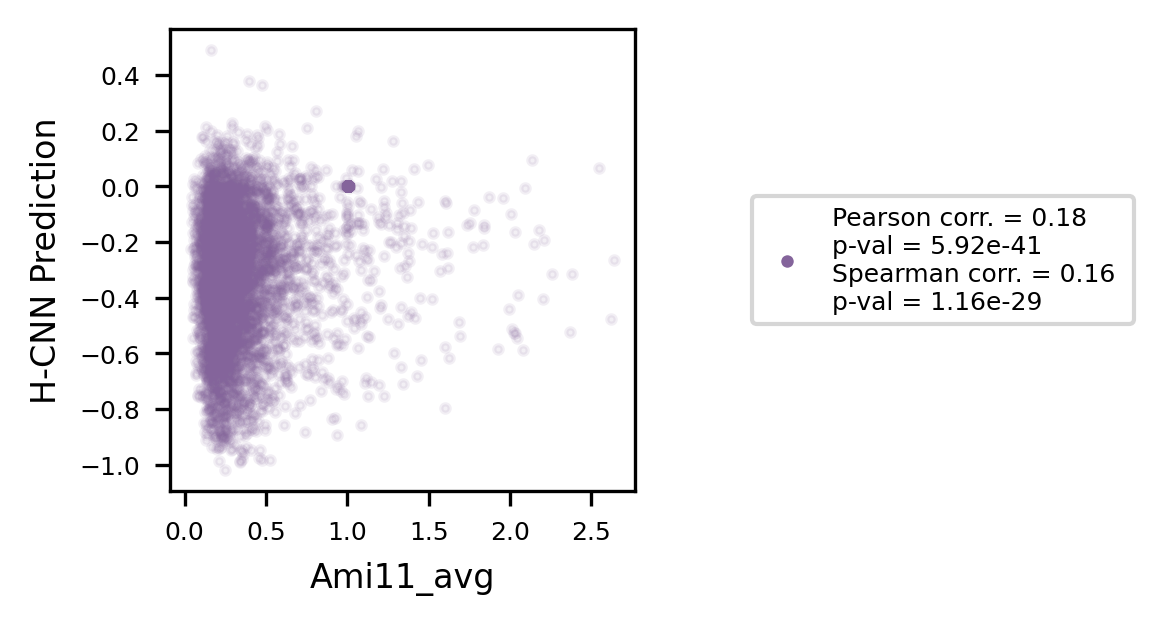 H-CNN Prediction
0.4
0.2
0.0
−0.2
−0.4
−0.6
−0.8
−1.0
0.0 0.5 1.0 1.5 2.0 2.5
Ami11_avg
Pearson corr. = 0.18
p-val = 5.92e-41
Spearman corr. = 0.16
p-val = 1.16e-29